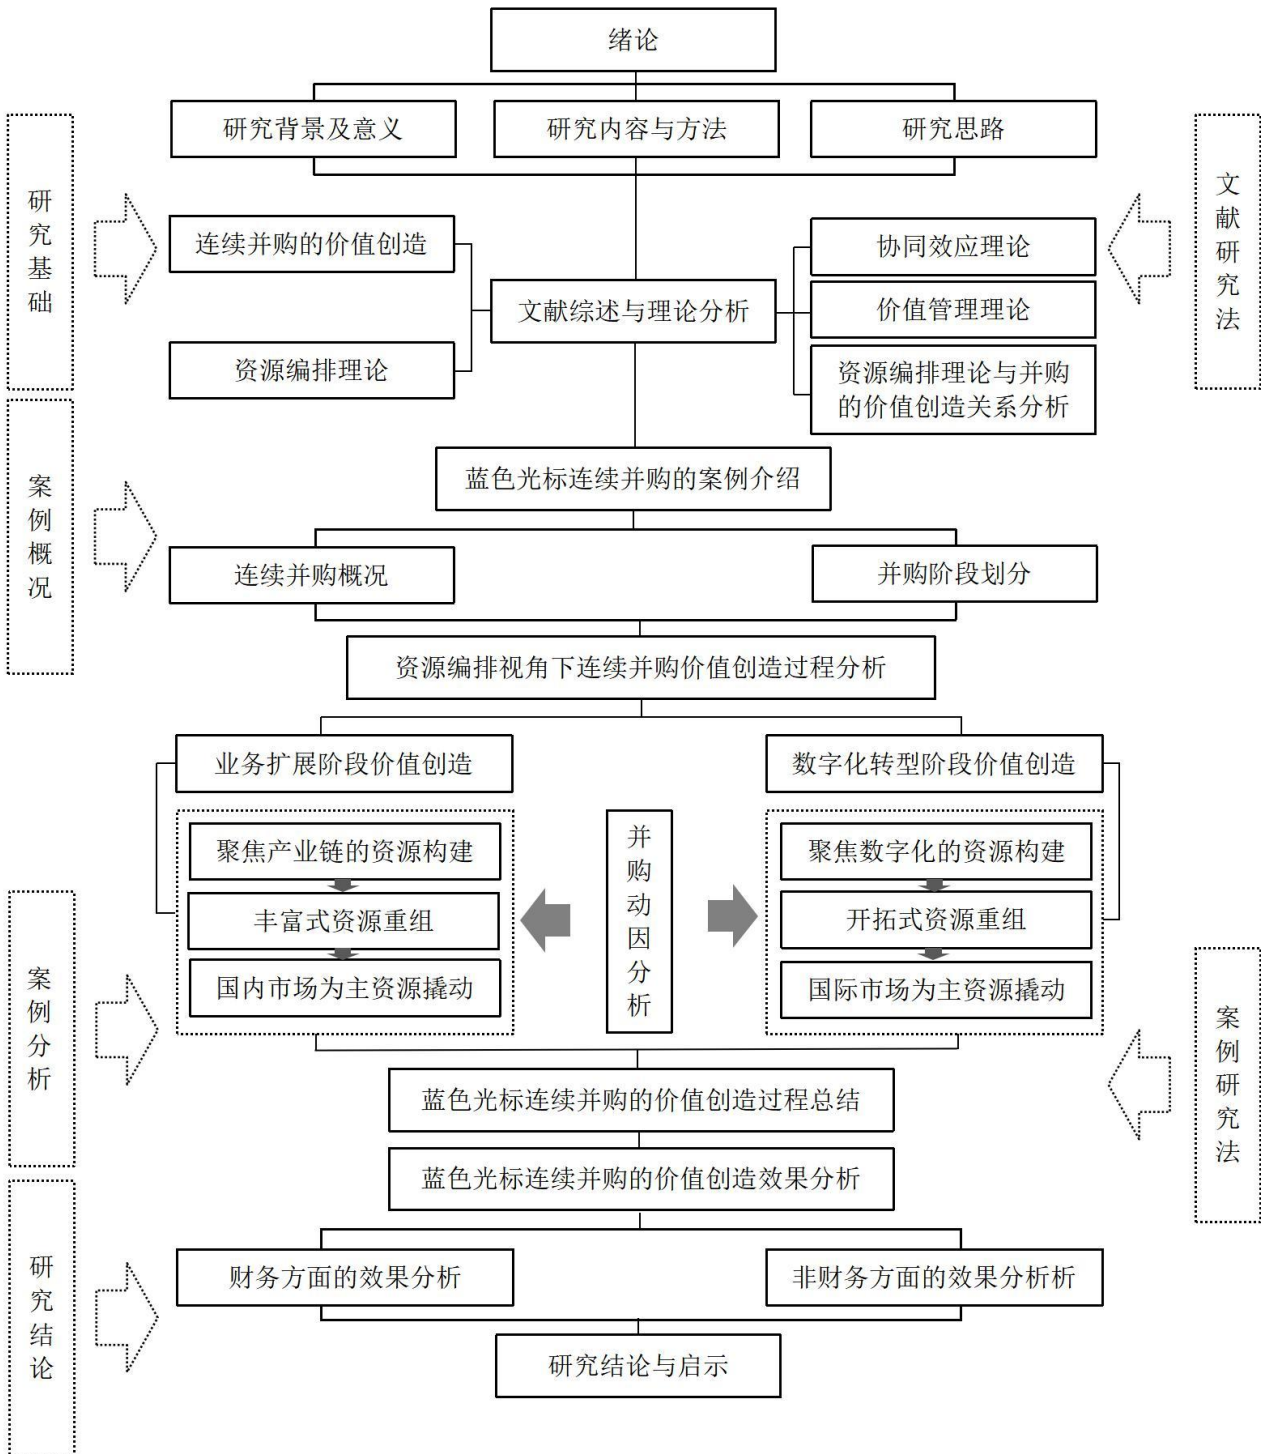 绪论
研究背景及意义
研究内容与方法
研究思路
研究基础
文献研究法
连续并购的价值创造
协同效应理论
文献综述与理论分析
价值管理理论
资源编排理论
资源编排理论与并购
的价值创造关系分析
案例概况
蓝色光标连续并购的案例介绍
连续并购概况
并购阶段划分
资源编排视角下连续并购价值创造过程分析
业务扩展阶段价值创造
数字化转型阶段价值创造
聚焦产业链的资源构建
丰富式资源重组
国内市场为主资源撬动
并购动因分析
聚焦数字化的资源构建
开拓式资源重组
国际市场为主资源撬动
案例分析
案例研究法
蓝色光标连续并购的价值创造过程总结
蓝色光标连续并购的价值创造效果分析
研究结论
财务方面的效果分析
非财务方面的效果分析析
研究结论与启示